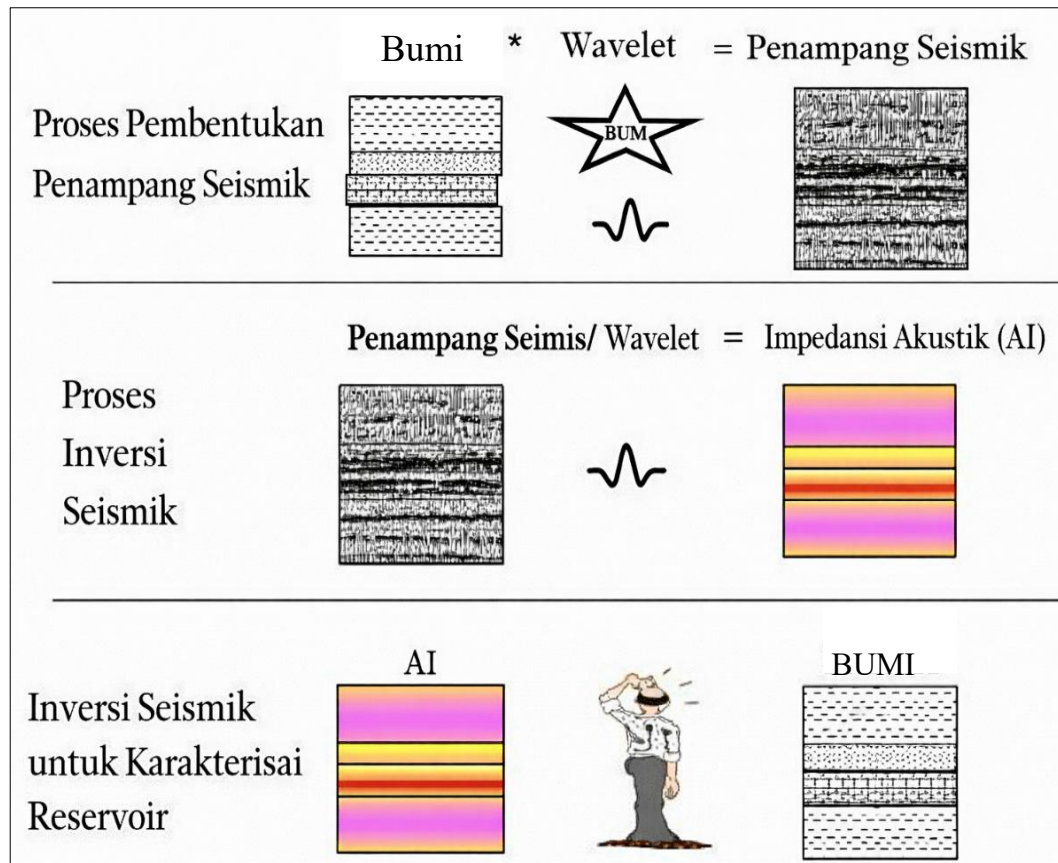 Bumi * Wavelet = Penampang Seismik
Proses Pembentukan
Penampang Seismik
BUM
Penampang Seimis/ Wavelet = Impedansi Akustik (AI)
Proses
Inversi
Seismik
AI
BUMI
Inversi Seismik
untuk Karakterisai
Reservoir